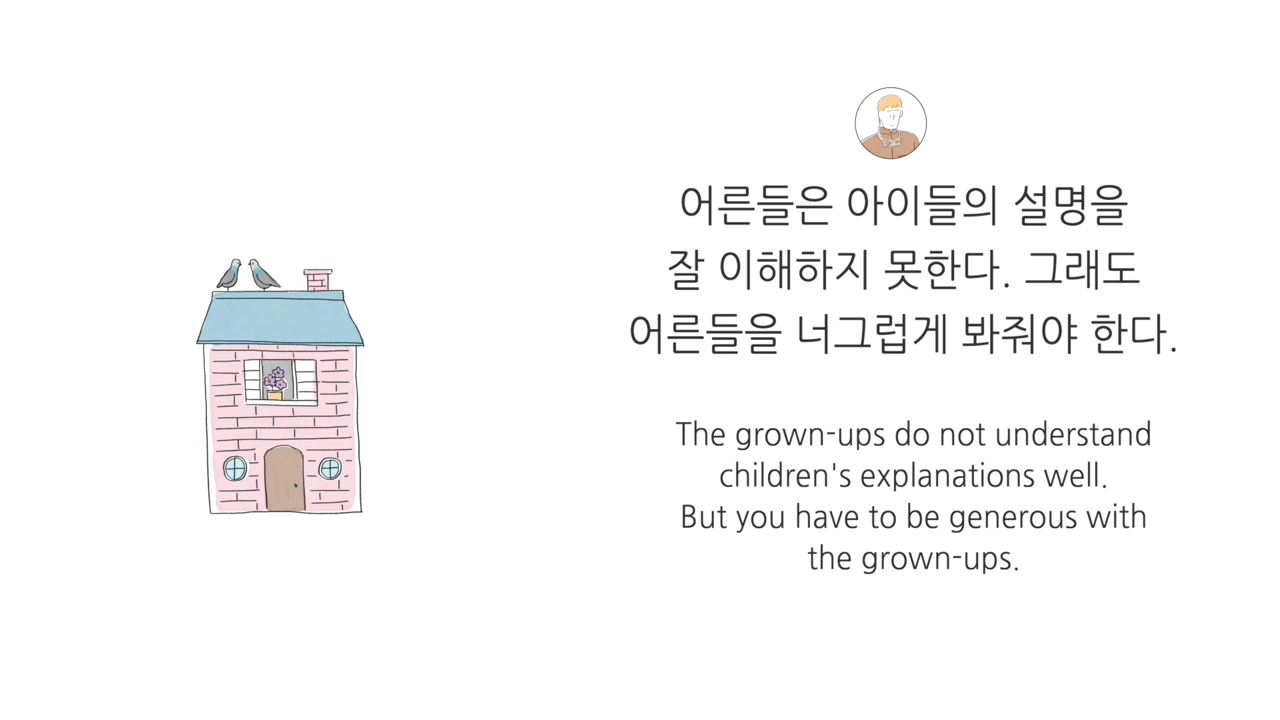 어른들은 아이들의 설명을
잘 이해하지 못한다. 그래도
어른들을 너그럽게 봐줘야 한다.
The grown-ups do not understand
children's explanations well.
But you have to be generous with
the grown-ups.